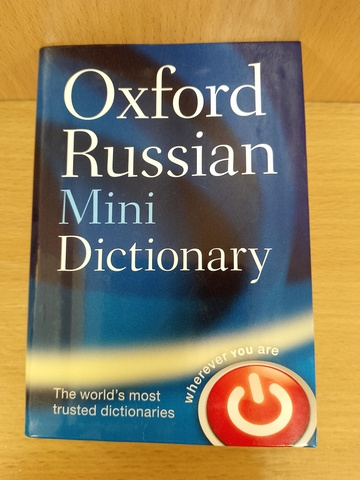 Oxford
Russian
Mini
Dictionary
wherever you are
The world's most
trusted dictionaries